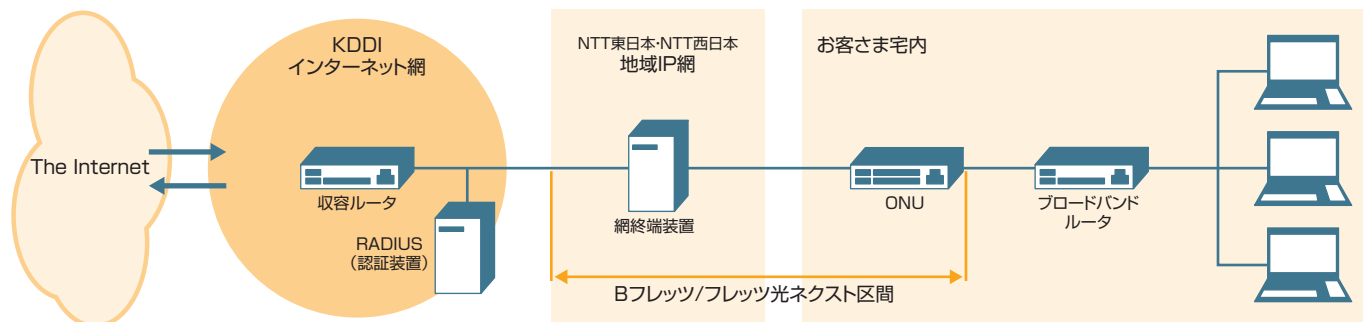 The Internet
KDDI
インターネット網
収容ルータ
RADIUS
（認証装置）
NTT東日本・NTT西日本
地域IP網
網終端装置
Bフレッツ/フレッツ光ネクスト区間
お客さま宅内
ONU
ブロードバンド
ルータ